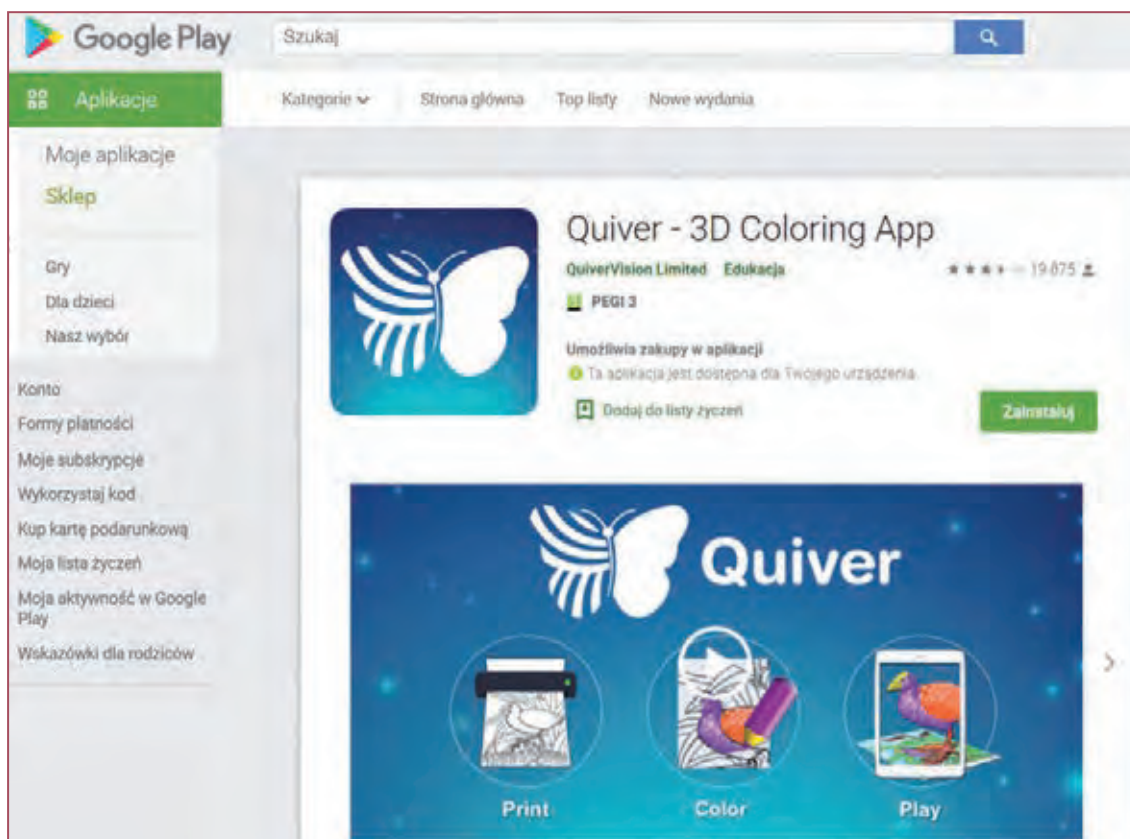 Google Play
Szukaj
Aplikacje
Kategorie
Strona główna
Top listy
Nowe wydania
Moje aplikacje
Sklep
Gry
Dla dzieci
Nasz wybór
Konto
Formy płatności
Moje subskrypcje
Wykorzystaj kod
Kup kartę podarunkową
Moja lista życzeń
Moja aktywność w Google
Play
Wskazówki dla rodziców
Quiver - 3D Coloring App
QuiverVision Limited Edukacja
19 875
PEGI 3
Umożliwia zakupy w aplikacji
Ta aplikacja jest dostępna dla Twojego urządzenia.
Dodaj do listy życzeń
Zainstaluj
Quiver
Print
Color
Play